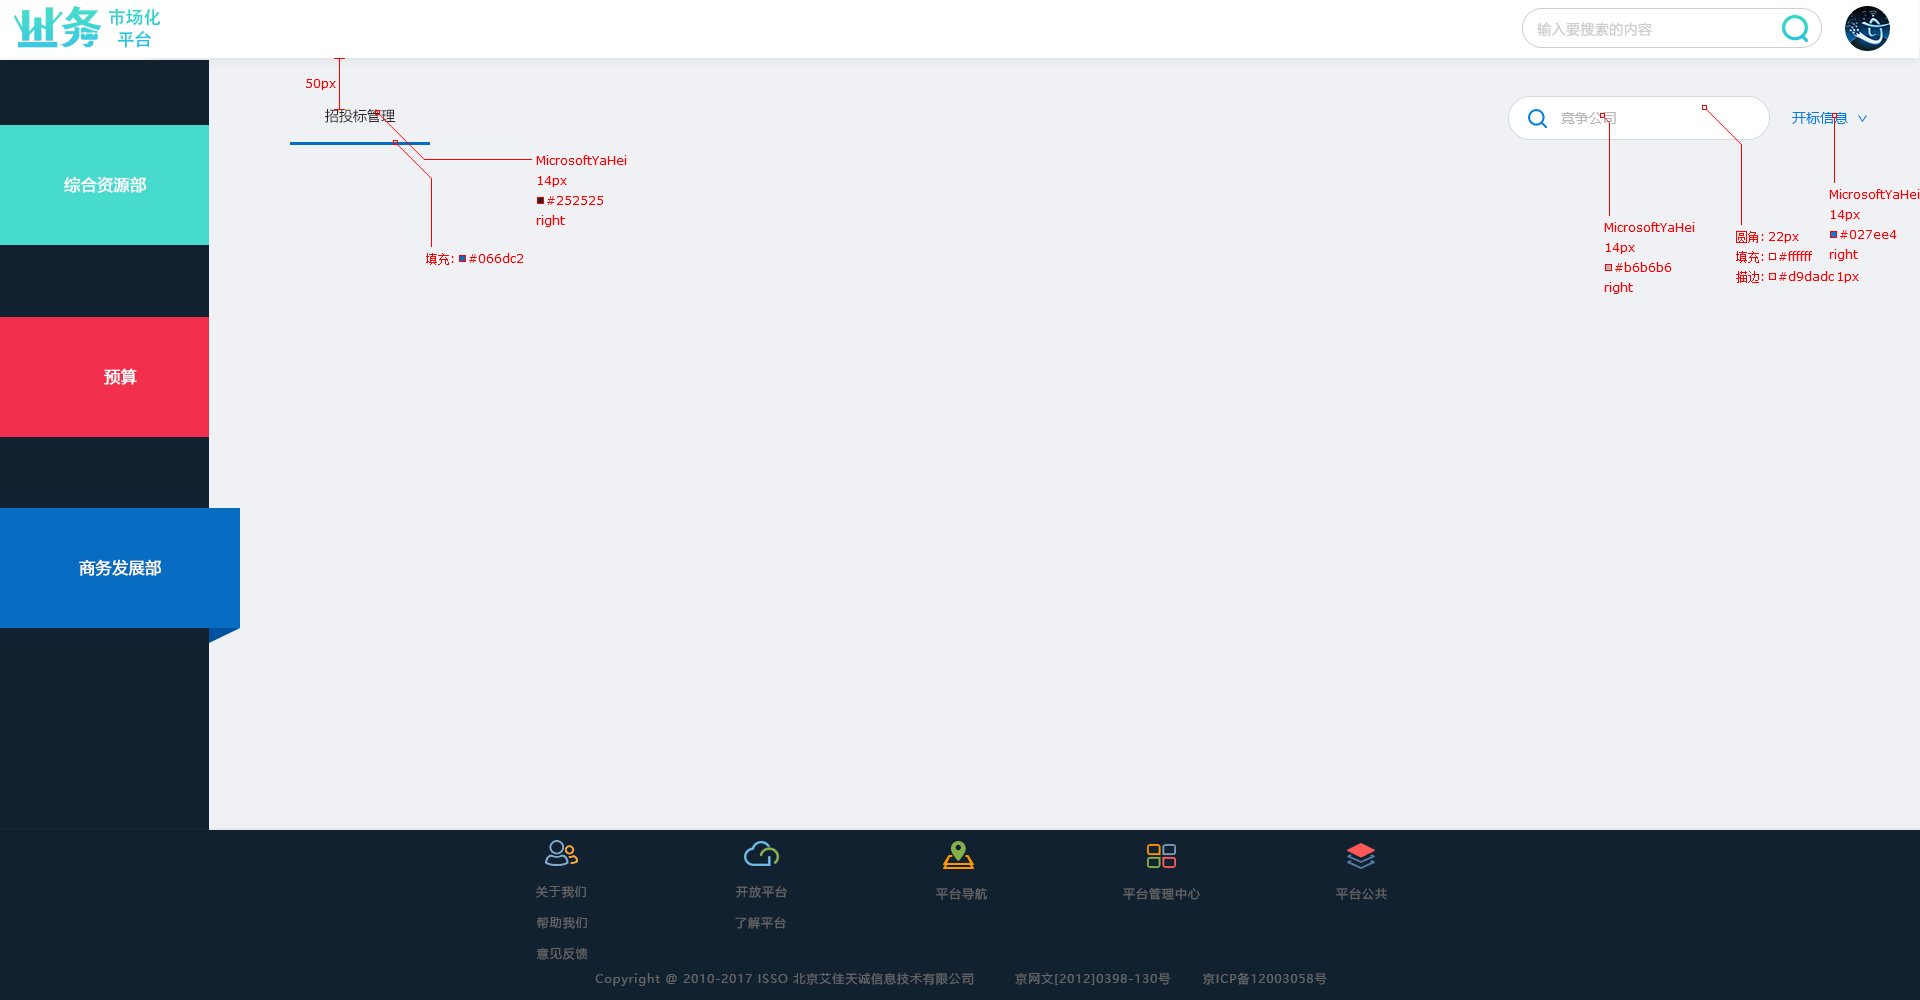 业务 市场化
平台
输入要搜索的内容
50px
招投标管理
竞争公司
开标信息
MicrosoftYaHei
14px
#252525
right
填充: #066dc2
MicrosoftYaHei
14px
#b6b6b6
right
圆角: 22px
填充: #ffffff
描边: #d9dadc 1px
MicrosoftYaHei
14px
#027ee4
right
综合资源部
预算
商务发展部
关于我们
帮助我们
意见反馈
开放平台
了解平台
平台导航
平台管理中心
平台公共
Copyright @ 2010-2017 ISSO 北京艾佳天诚信息技术有限公司 京网文[2012]0398-130号 京ICP备12003058号